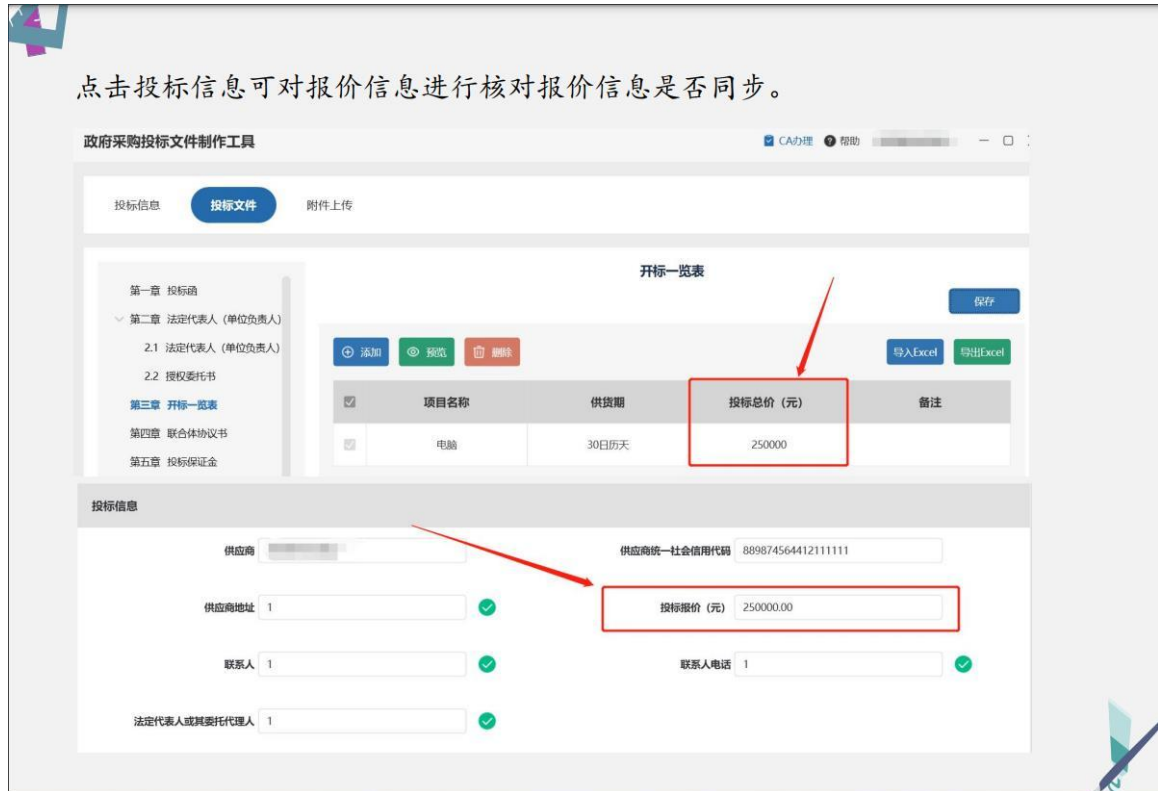 点击投标信息可对报价信息进行核对报价信息是否同步。
政府采购投标文件制作工具
CA办理 帮助
投标信息 投标文件 附件上传
开标一览表
保存
第一章 投标函
第二章 法定代表人（单位负责人）
2.1 法定代表人（单位负责人）
2.2 授权委托书
第三章 开标一览表
第四章 联合体协议书
第五章 投标保证金
添加 预览 删除 导入Excel 导出Excel
项目名称 供货期 投标总价（元） 备注
电脑 30日历天 250000
投标信息
供应商 供应商统一社会信用代码 889874564412111111
供应商地址 1 投标报价（元） 250000.00
联系人 1 联系人电话 1
法定代表人或其委托代理人 1